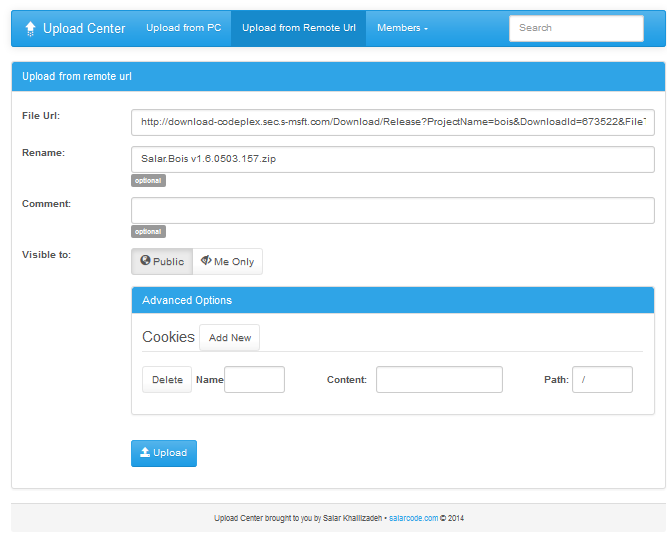 Upload Center Upload from PC Upload from Remote Url Members Search
Upload from remote url
File Url: http://download-codeplex.sec.s-msft.com/Download/Release?ProjectName=bois&DownloadId=673522&File
Rename: Salar.Bois v1.6.0503.157.zip
optional
Comment:
optional
Visible to: Public Me Only
Advanced Options
Cookies Add New
Delete Name Content: Path: /
Upload
Upload Center brought to you by Salar Khalilzadeh • salarcode.com © 2014